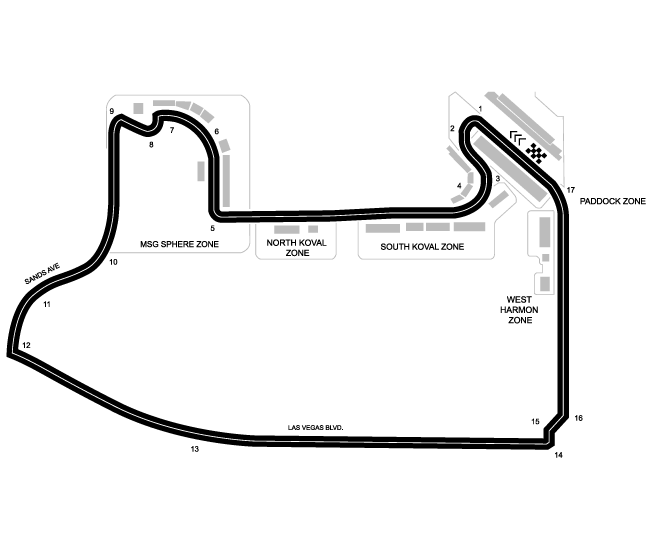 1
9
2
7
6
8
3
4
17
PADDOCK ZONE
5
MSG SPHERE ZONE
NORTH KOVAL
ZONE
SOUTH KOVAL ZONE
10
SANDS AVE
11
WEST
HARMON
ZONE
12
15
16
LAS VEGAS BLVD.
13
14